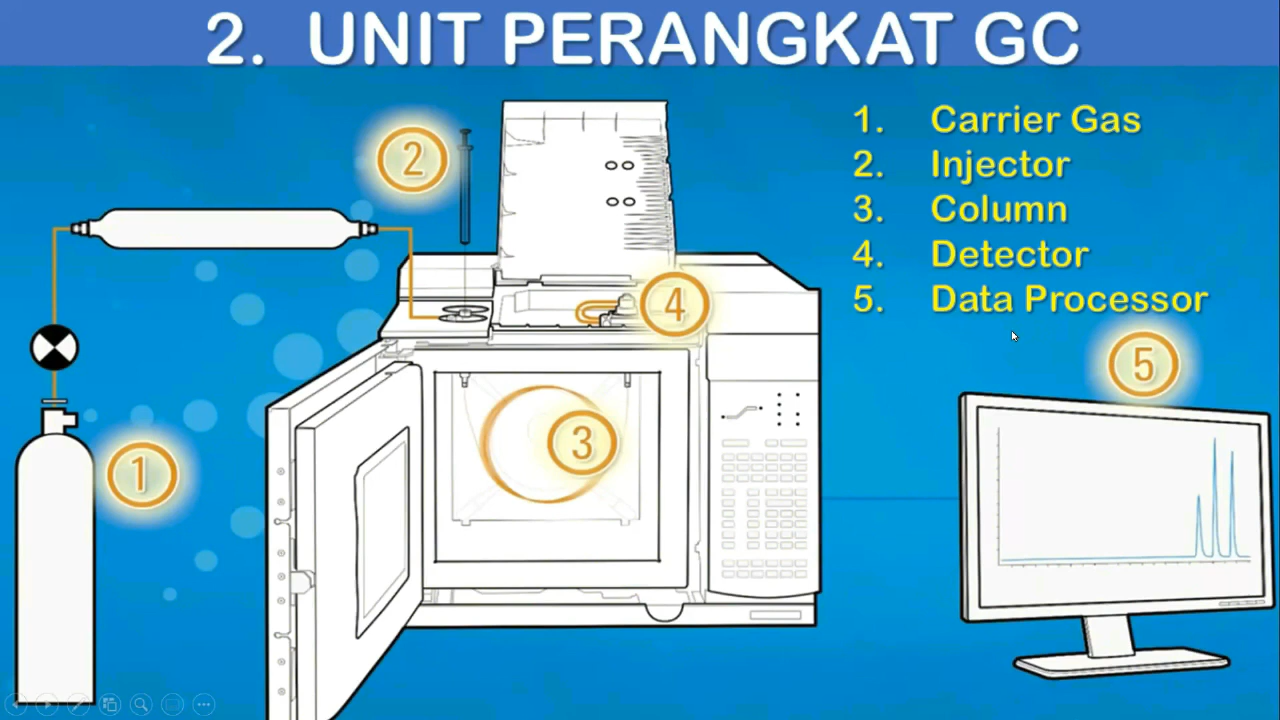 2. UNIT PERANGKAT GC
1. Carrier Gas
2. Injector
3. Column
4. Detector
5. Data Processor
2
4
3
1
5